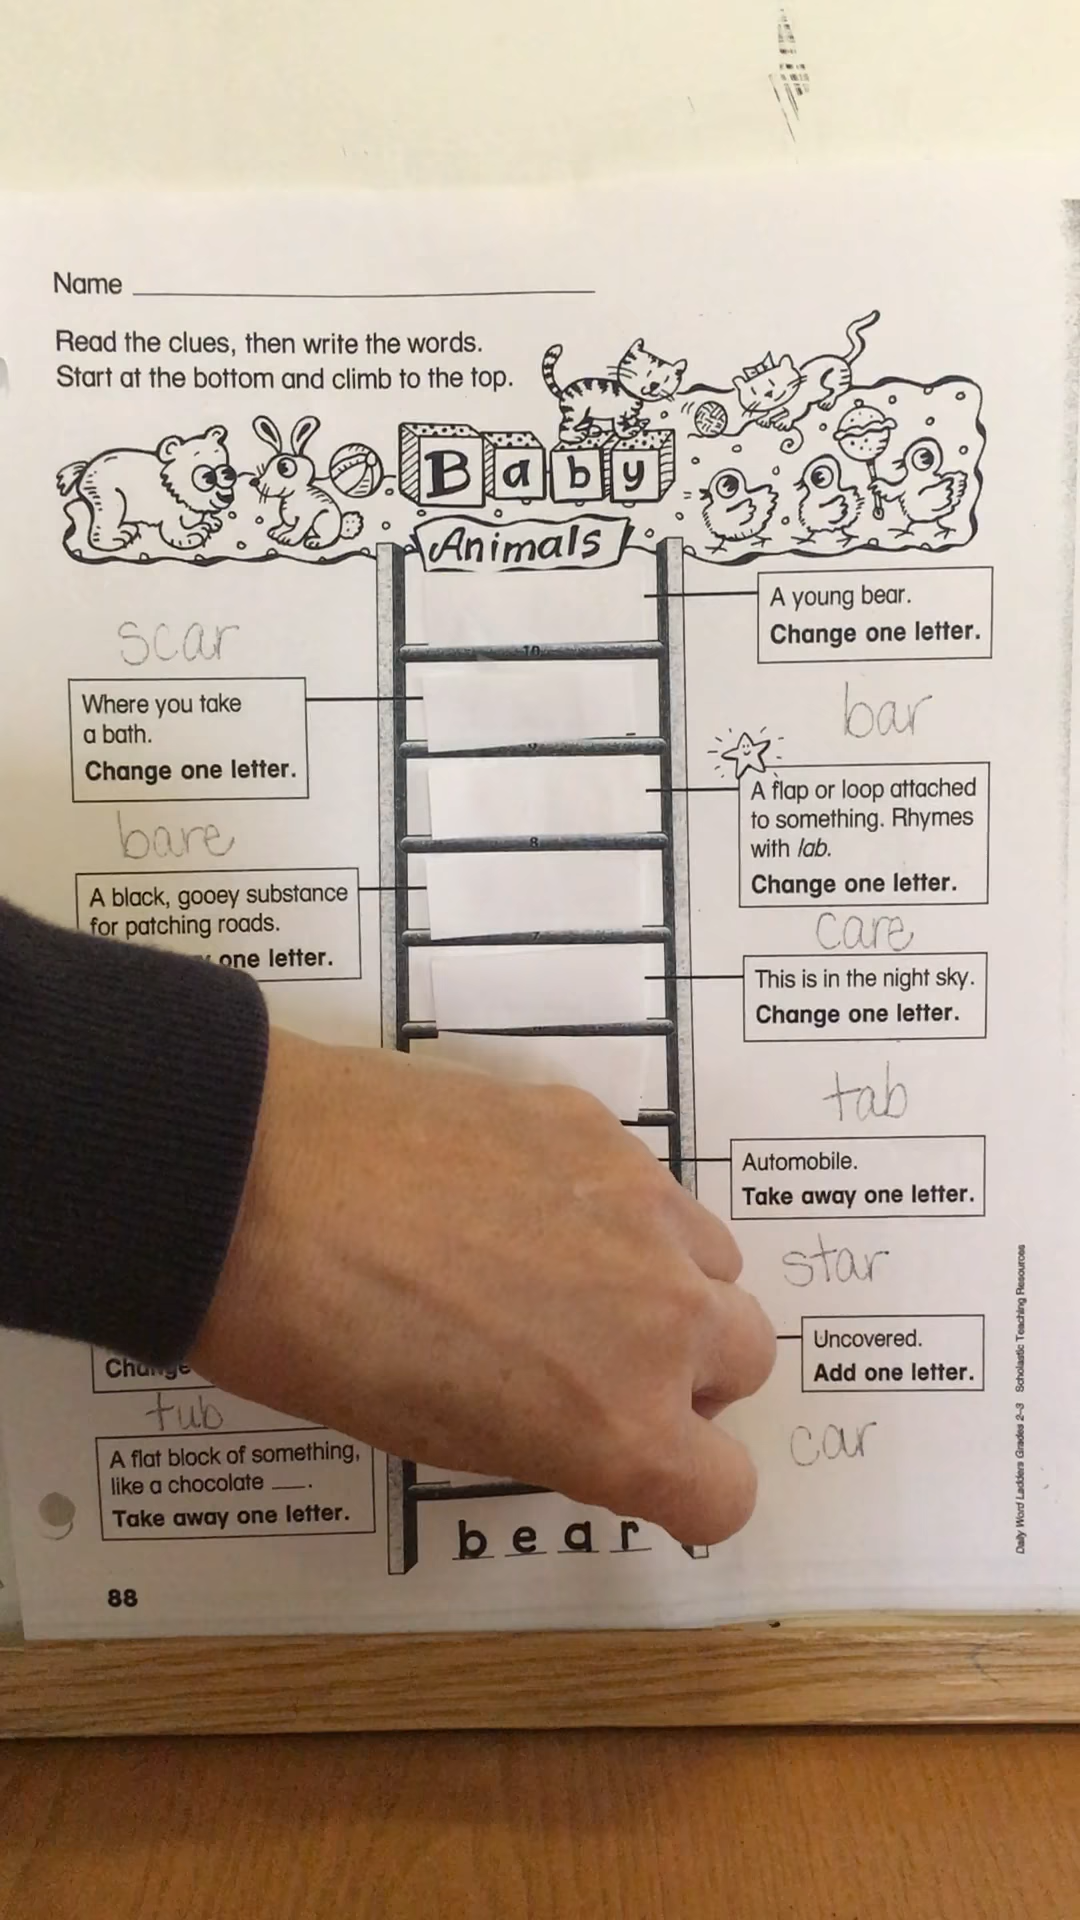 Name
Read the clues, then write the words.
Start at the bottom and climb to the top.
Baby
Animals
A young bear.
Change one letter.
scar
10
Where you take
a bath.
Change one letter.
bar
9
A flap or loop attached
to something. Rhymes
with lab.
Change one letter.
bare
8
A black, gooey substance
for patching roads.
one letter.
care
7
This is in the night sky.
Change one letter.
tab
Automobile.
Take away one letter.
star
Uncovered.
Add one letter.
Change
tub
car
A flat block of something,
like a chocolate ___.
Take away one letter.
bear
88
Daily Word Ladders Grades 2–3 Scholastic Teaching Resources